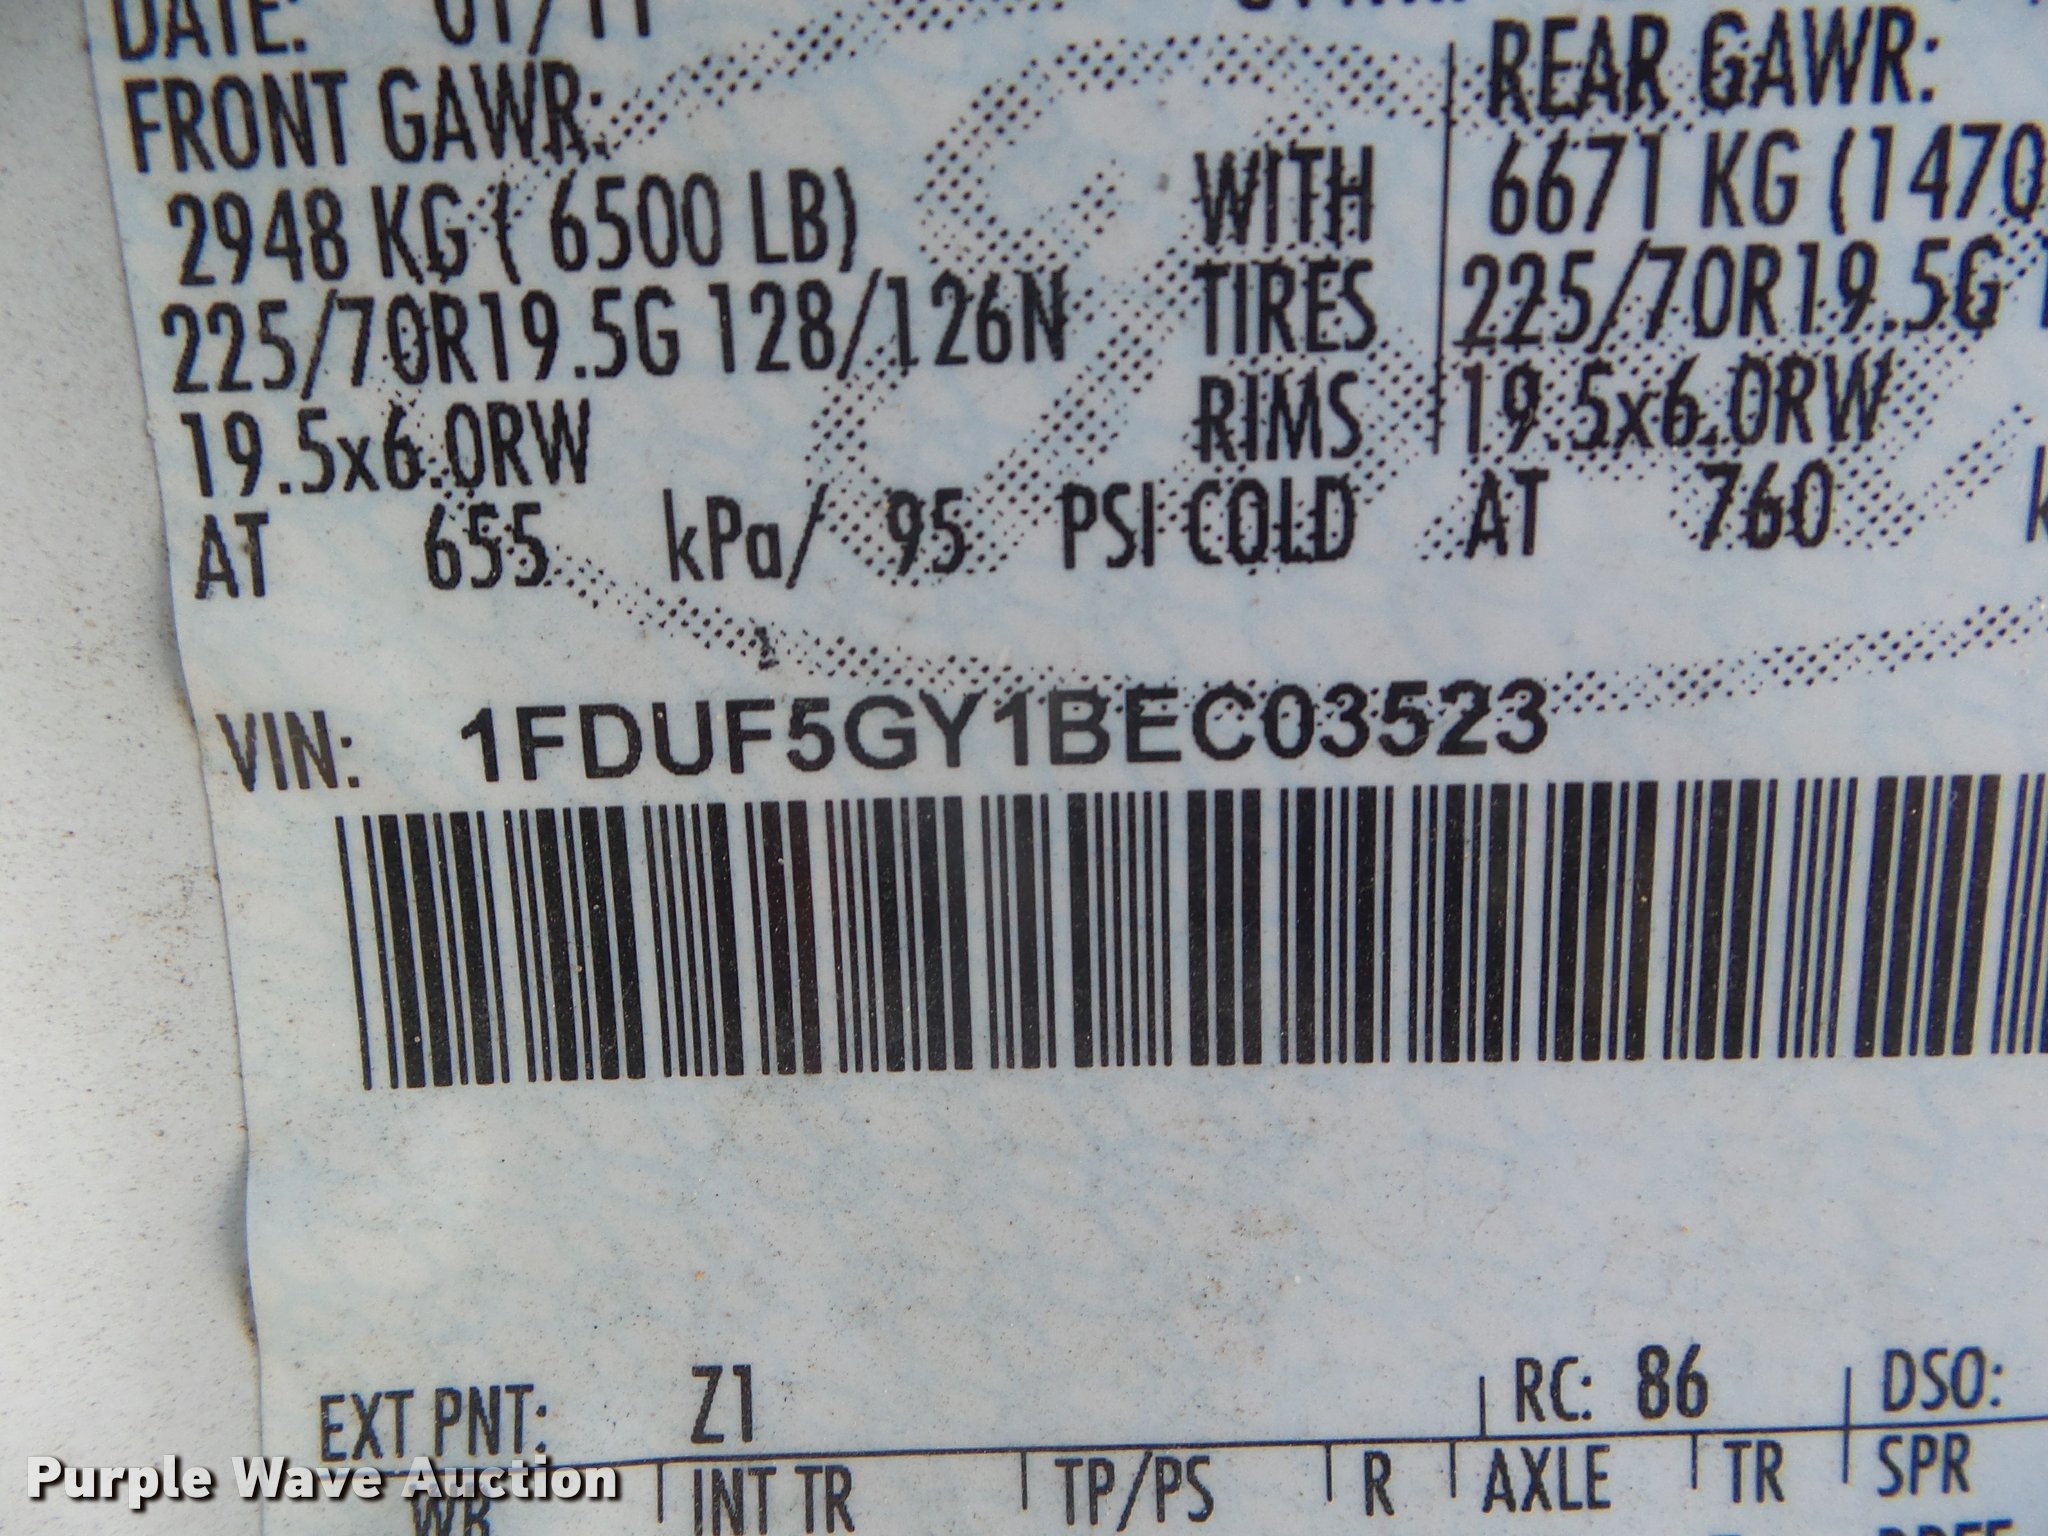 DATE: 01/11
FRONT GAWR:
REAR GAWR:
2948 KG ( 6500 LB) WITH 6671 KG (1470
225/70R19.5G 128/126N TIRES 225/70R19.5G
19.5x6.0RW RIMS 19.5x6.0RW
AT 655 kPa/ 95 PSI COLD AT 760 k
VIN: 1FDUF5GY1BEC03523
EXT PNT: Z1 RC: 86 DSO:
WB INT TR TP/PS R AXLE TR SPR
Purple Wave Auction